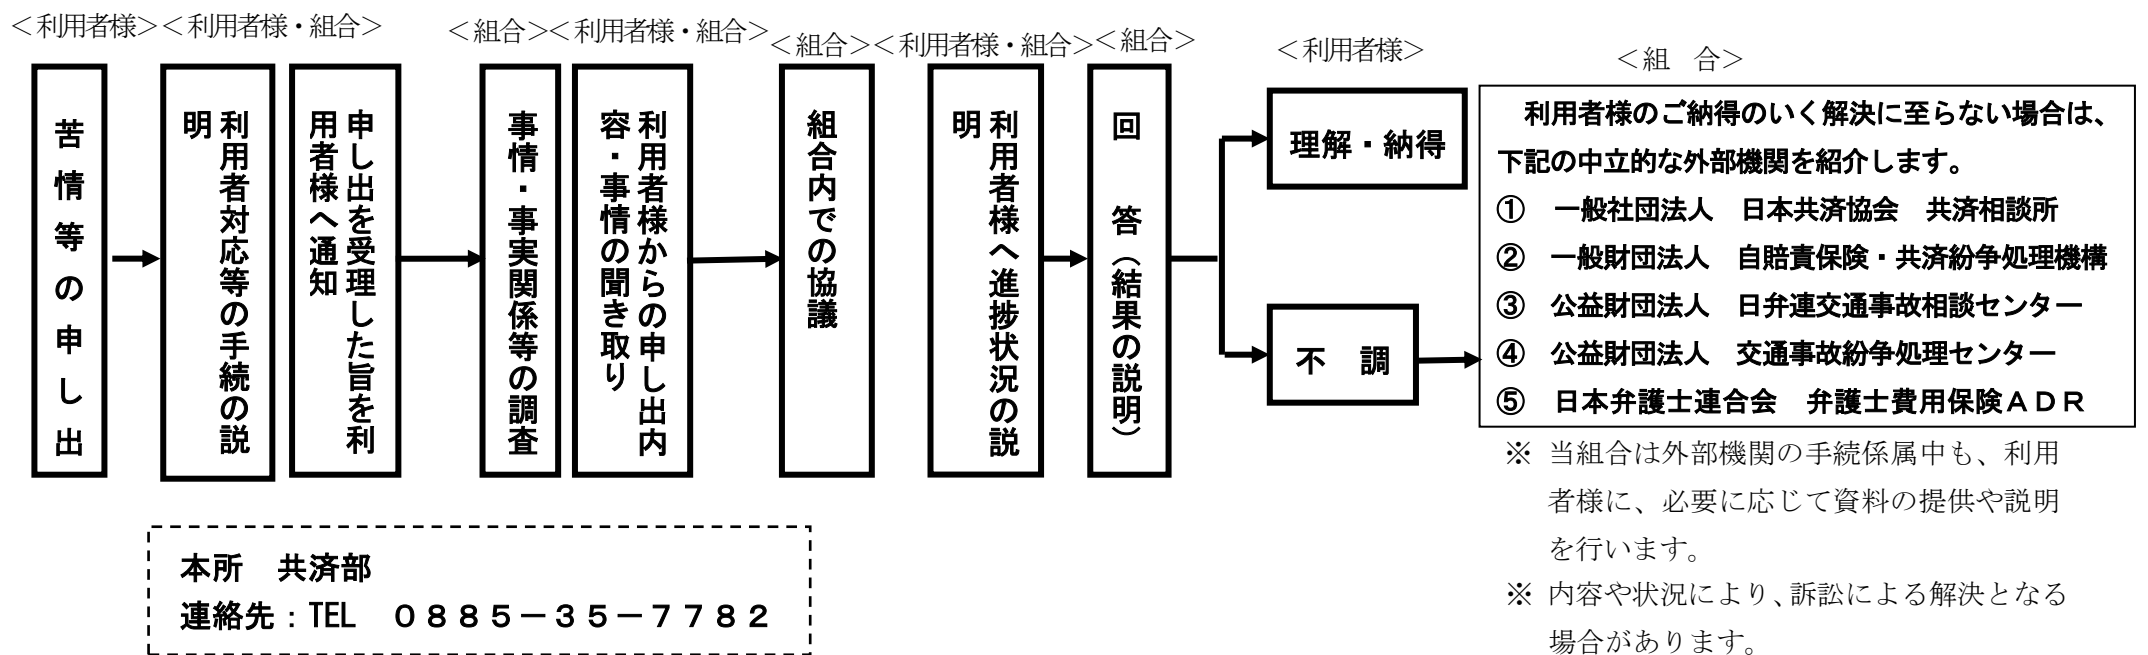 ＜利用者様＞
＜利用者様・組合＞
＜組合＞
＜利用者様・組合＞
＜組合＞
＜利用者様・組合＞
＜組合＞
＜利用者様＞
＜組　合＞
苦情等の申し出
利用者対応等の手続の説
明
申し出を受理した旨を利
用者様へ通知
事情・事実関係等の調査
利用者様からの申し出内
容・事情の聞き取り
組合内での協議
利用者様へ進捗状況の説
明
回　答（結果の説明）
理解・納得
不　調
利用者様のご納得のいく解決に至らない場合は、
下記の中立的な外部機関を紹介します。
①　一般社団法人　日本共済協会　共済相談所
②　一般財団法人　自賠責保険・共済紛争処理機構
③　公益財団法人　日弁連交通事故相談センター
④　公益財団法人　交通事故紛争処理センター
⑤　日本弁護士連合会　弁護士費用保険ＡＤＲ
※ 当組合は外部機関の手続係属中も、利用
者様に、必要に応じて資料の提供や説明
を行います。
※ 内容や状況により、訴訟による解決となる
場合があります。
本所　共済部
連絡先：TEL　０８８５－３５－７７８２